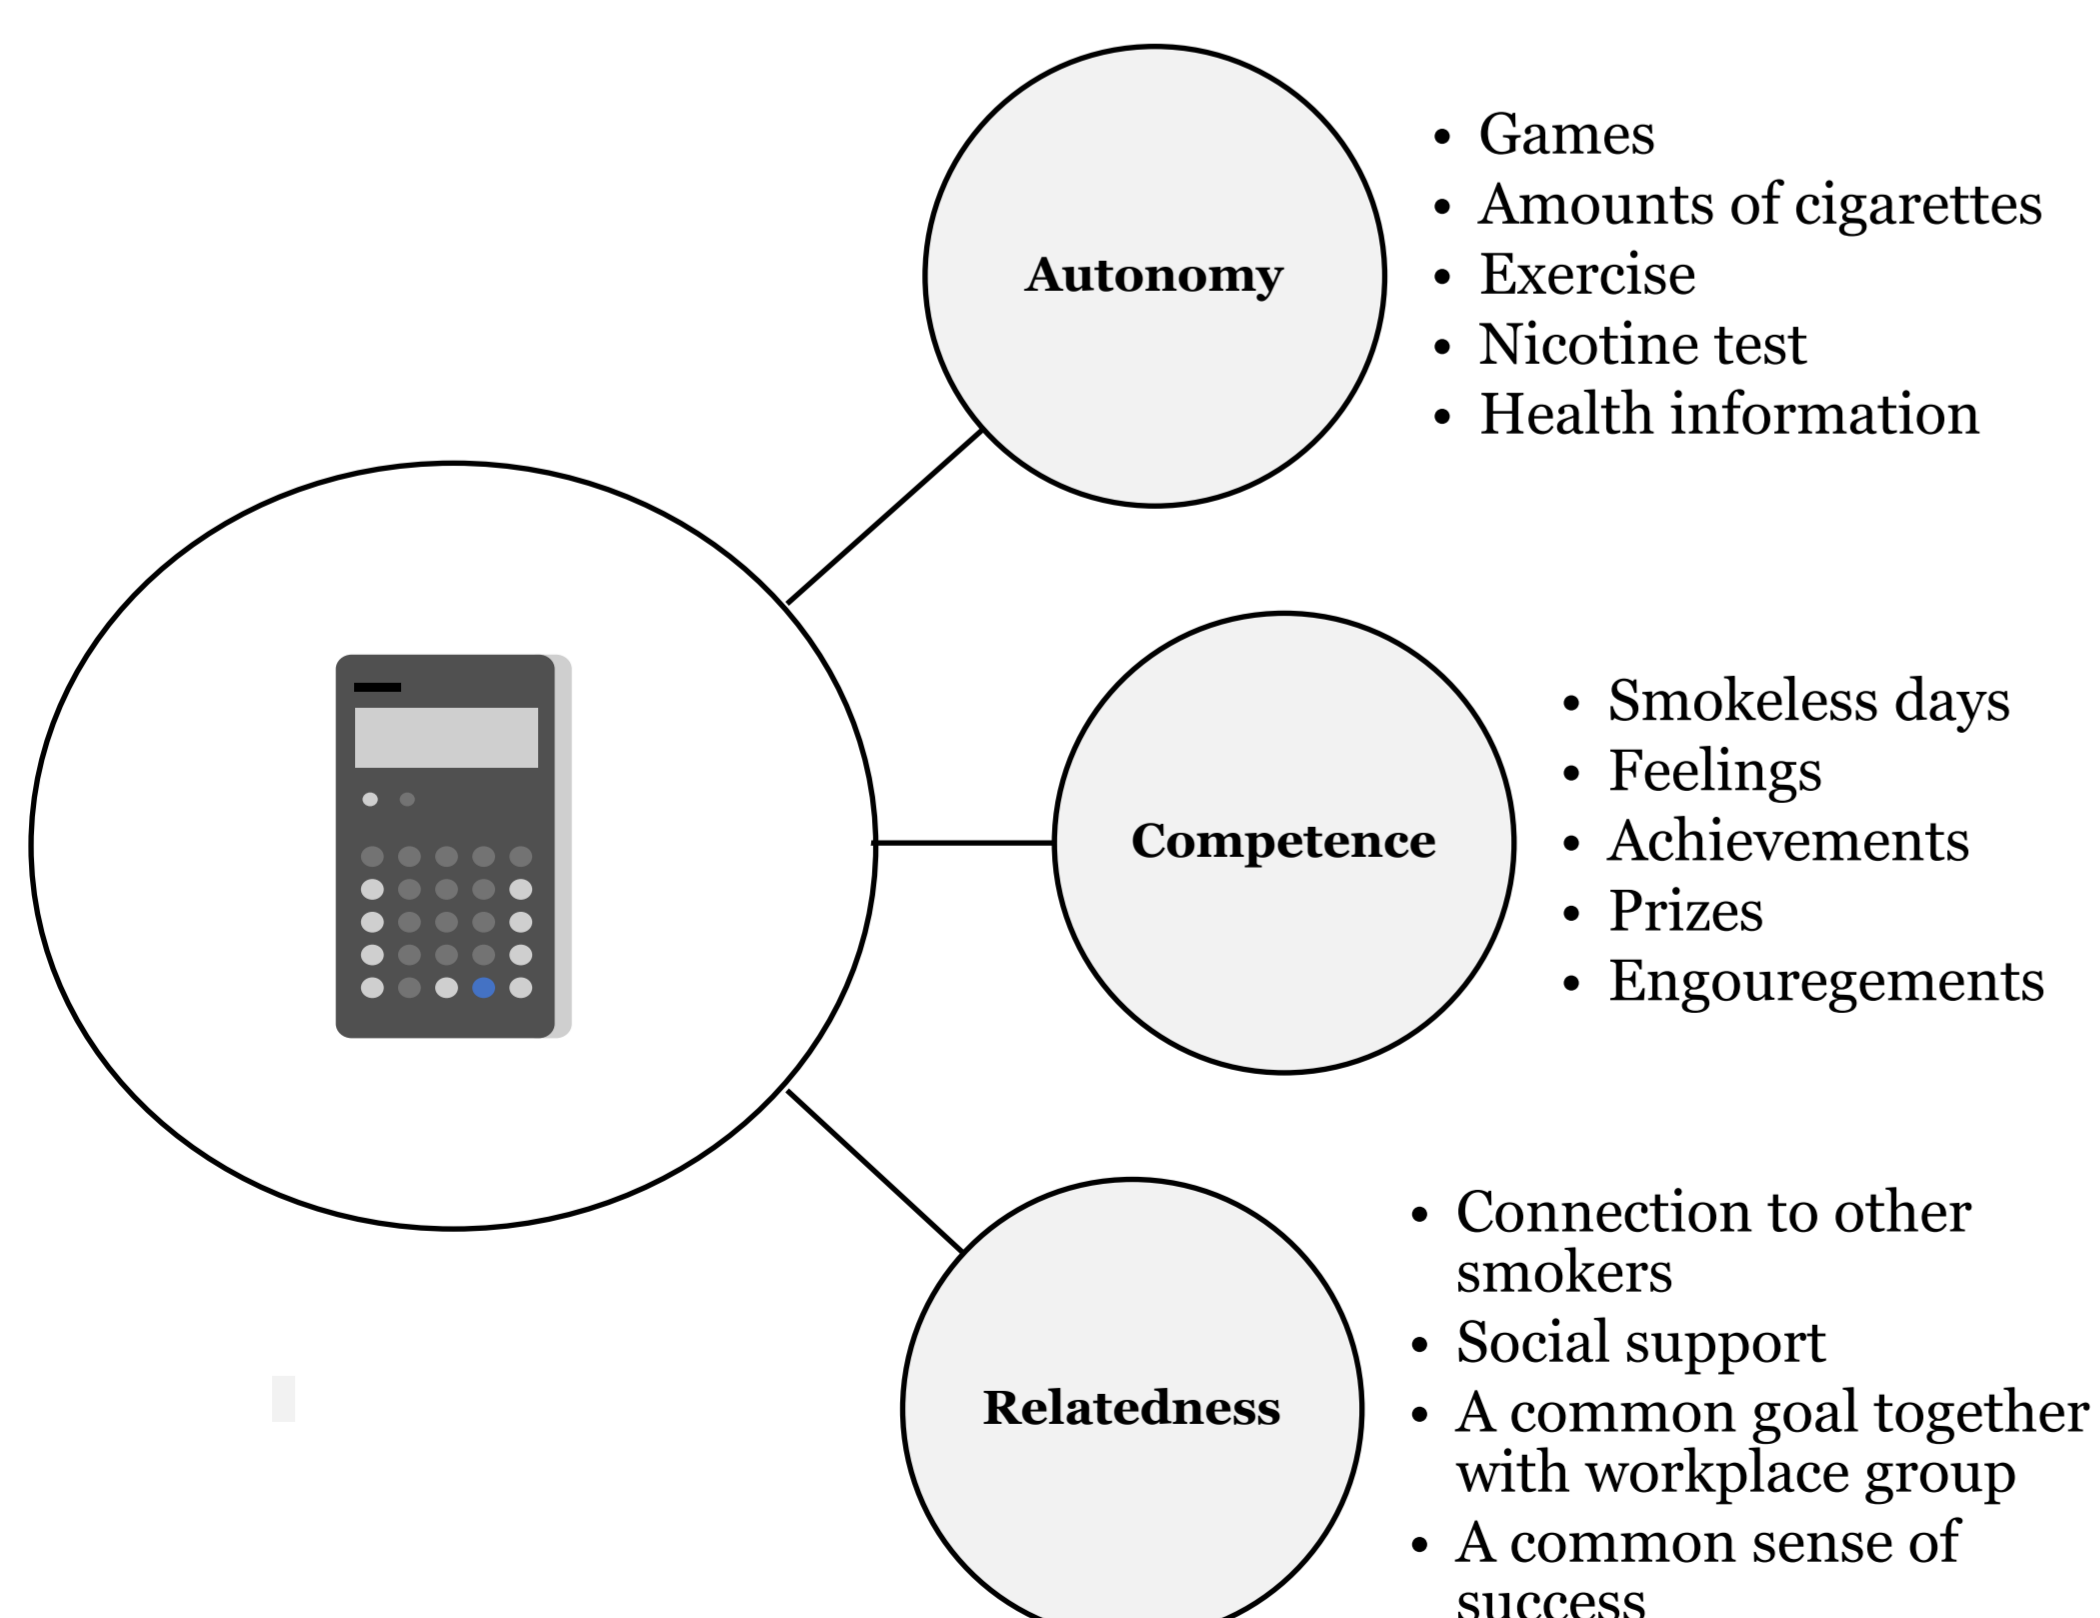 Autonomy
• Games
• Amounts of cigarettes
• Exercise
• Nicotine test
• Health information
Competence
• Smokeless days
• Feelings
• Achievements
• Prizes
• Engouregements
Relatedness
• Connection to other
smokers
• Social support
• A common goal together
with workplace group
• A common sense of
success